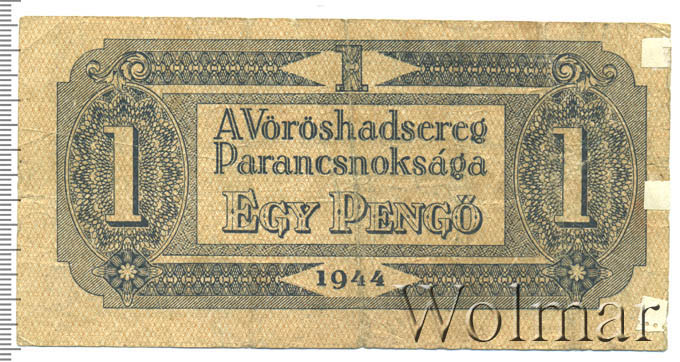 1
A Vöröshadsereg
Parancsnoksága
EGY PENGŐ
1 1
1944
Wolmar